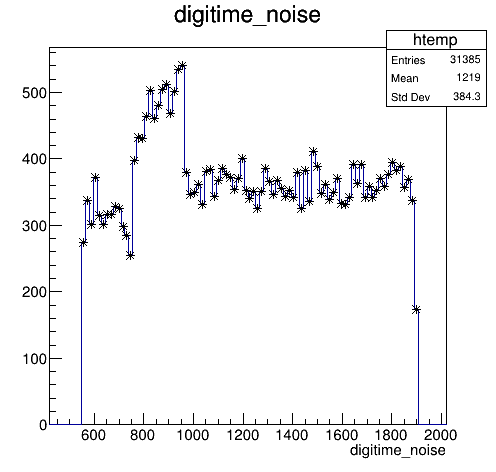 digitime_noise
htemp
Entries 31385
Mean 1219
Std Dev 384.3
500
400
300
200
100
0
600 800 1000 1200 1400 1600 1800 2000
digitime_noise